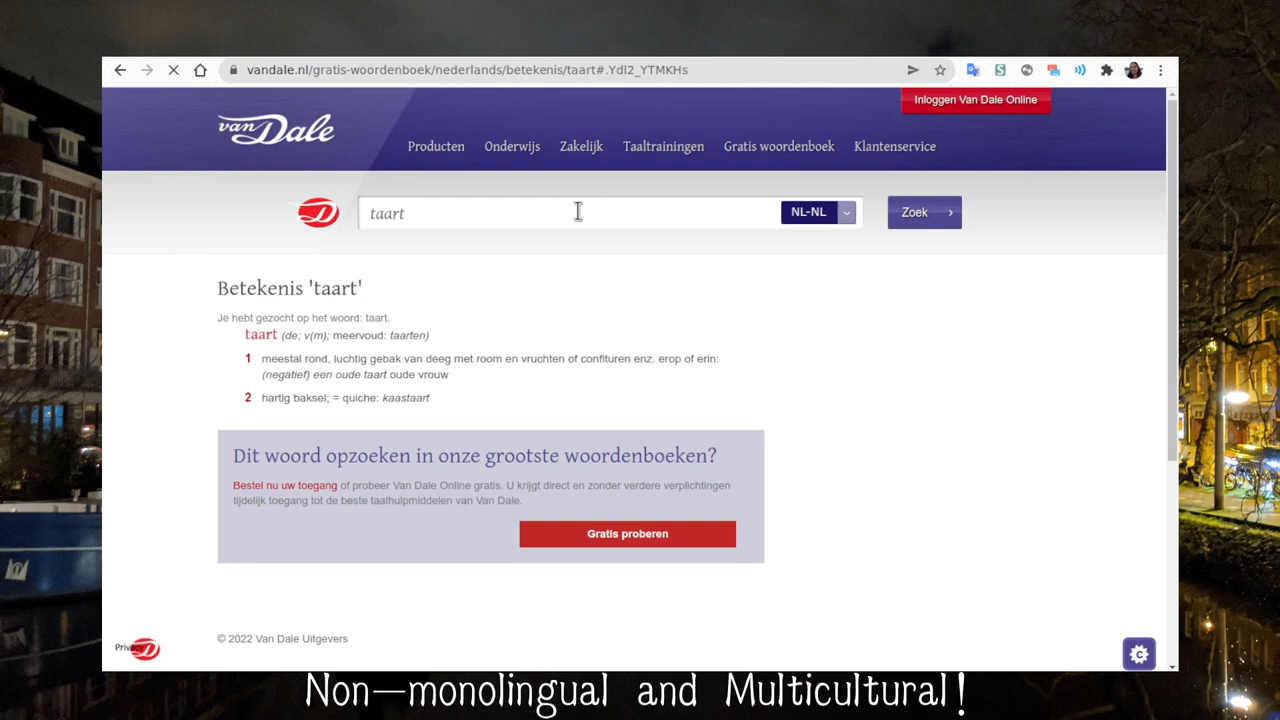 vandale.nl/gratis-woordenboek/nederlands/betekenis/taart#.Ydl2_YTMKHs
Inloggen Van Dale Online
van Dale
Producten Onderwijs Zakelijk Taaltrainingen Gratis woordenboek Klantenservice
D taart NL-NL Zoek ›
Betekenis 'taart'
Je hebt gezocht op het woord: taart.
taart (de; v(m); meervoud: taarten)
1 meestal rond, luchtig gebak van deeg met room en vruchten of confituren enz. erop of erin:
(negatief) een oude taart oude vrouw
2 hartig baksel; = quiche: kaastaart
Dit woord opzoeken in onze grootste woordenboeken?
Bestel nu uw toegang of probeer Van Dale Online gratis. U krijgt direct en zonder verdere verplichtingen
tijdelijk toegang tot de beste taalhulpmiddelen van Van Dale.
Gratis proberen
© 2022 Van Dale Uitgevers
Privacy D
C
Non—monolingual and Multicultural!